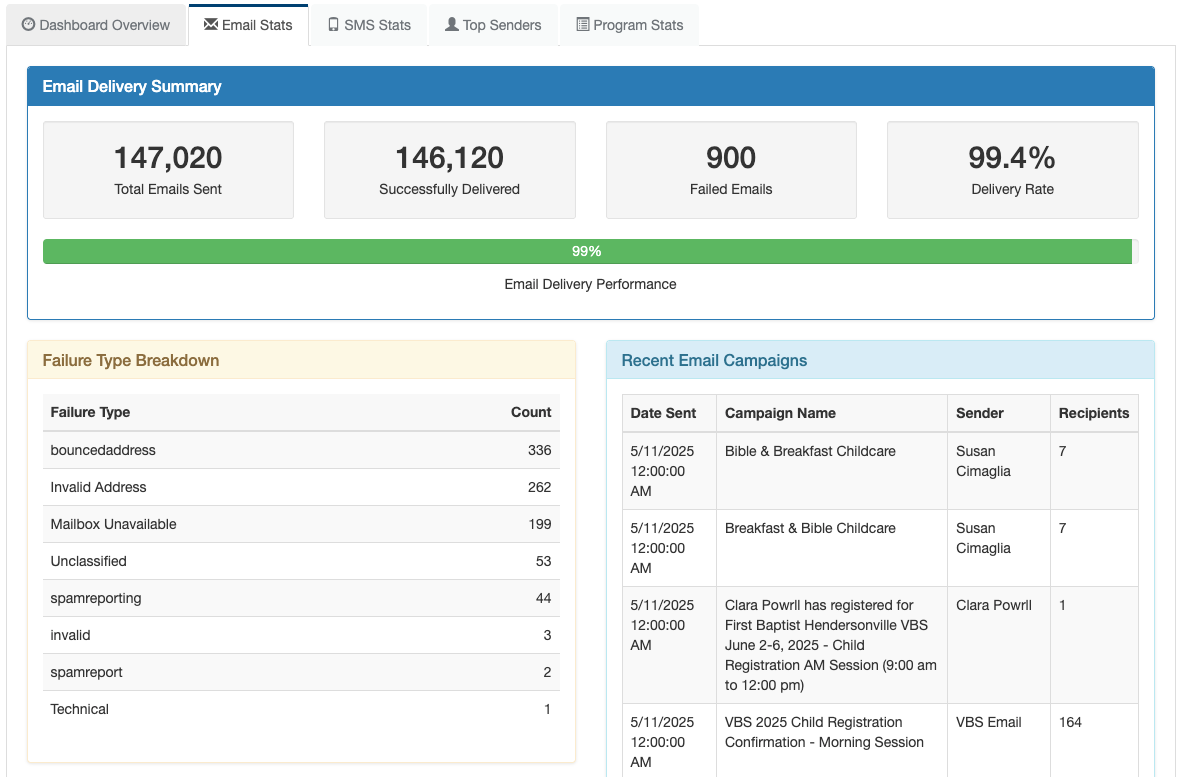 Dashboard Overview
Email Stats
SMS Stats
Top Senders
Program Stats
Email Delivery Summary
147,020
Total Emails Sent
146,120
Successfully Delivered
900
Failed Emails
99.4%
Delivery Rate
99%
Email Delivery Performance
Failure Type Breakdown
Failure Type Count
bouncedaddress 336
Invalid Address 262
Mailbox Unavailable 199
Unclassified 53
spamreporting 44
invalid 3
spamreport 2
Technical 1
Recent Email Campaigns
Date Sent Campaign Name Sender Recipients
5/11/2025 Bible & Breakfast Childcare Susan 7
12:00:00 Cimaglia
AM
5/11/2025 Breakfast & Bible Childcare Susan 7
12:00:00 Cimaglia
AM
5/11/2025 Clara Powrll has registered for Clara Powrll 1
12:00:00 First Baptist Hendersonville VBS
AM June 2-6, 2025 - Child
Registration AM Session (9:00 am
to 12:00 pm)
5/11/2025 VBS 2025 Child Registration VBS Email 164
12:00:00 Confirmation - Morning Session
AM